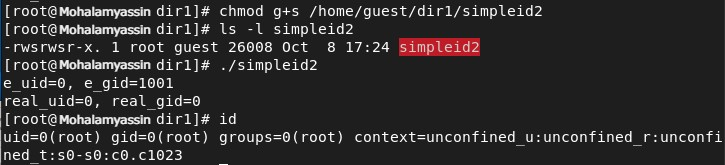 [root@Mohalamyassin dir1]# chmod g+s /home/guest/dir1/simpleid2
[root@Mohalamyassin dir1]# ls -l simpleid2
-rwsrwsr-x. 1 root guest 26008 Oct  8 17:24 simpleid2
[root@Mohalamyassin dir1]# ./simpleid2
e_uid=0, e_gid=1001
real_uid=0, real_gid=0
[root@Mohalamyassin dir1]# id
uid=0(root) gid=0(root) groups=0(root) context=unconfined_u:unconfined_r:unconfi
ned_t:s0-s0:c0.c1023